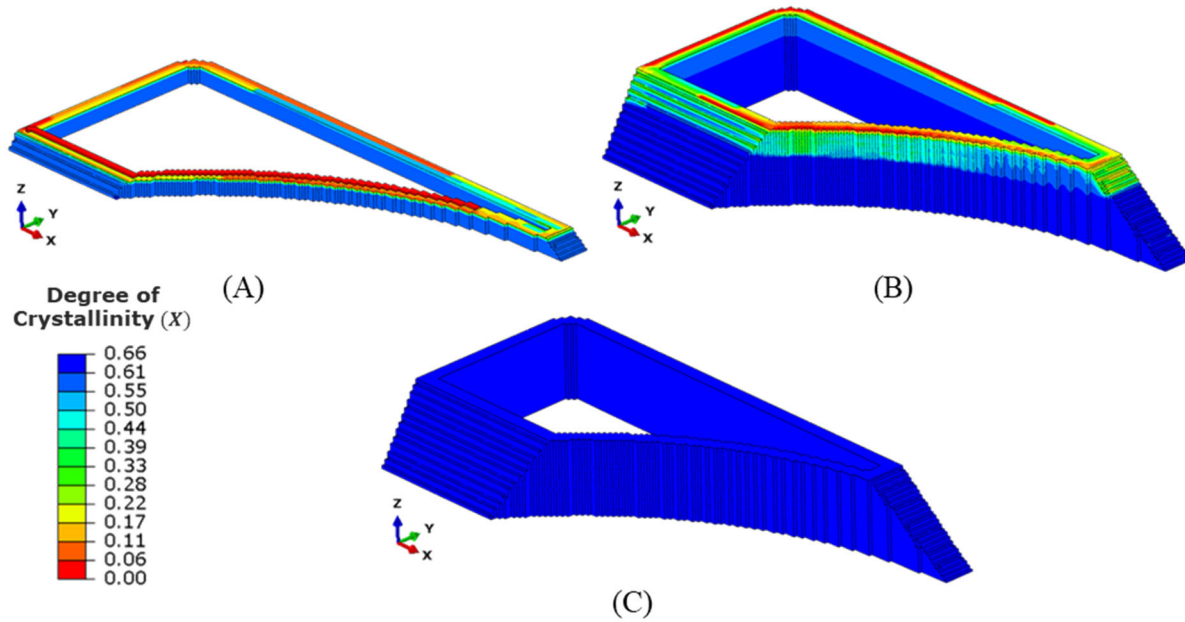 Z
Y
X
(A)
Z
Y
X
(B)
Degree of
Crystallinity (X)
0.66
0.61
0.55
0.50
0.44
0.39
0.33
0.28
0.22
0.17
0.11
0.06
0.00
Z
Y
X
(C)